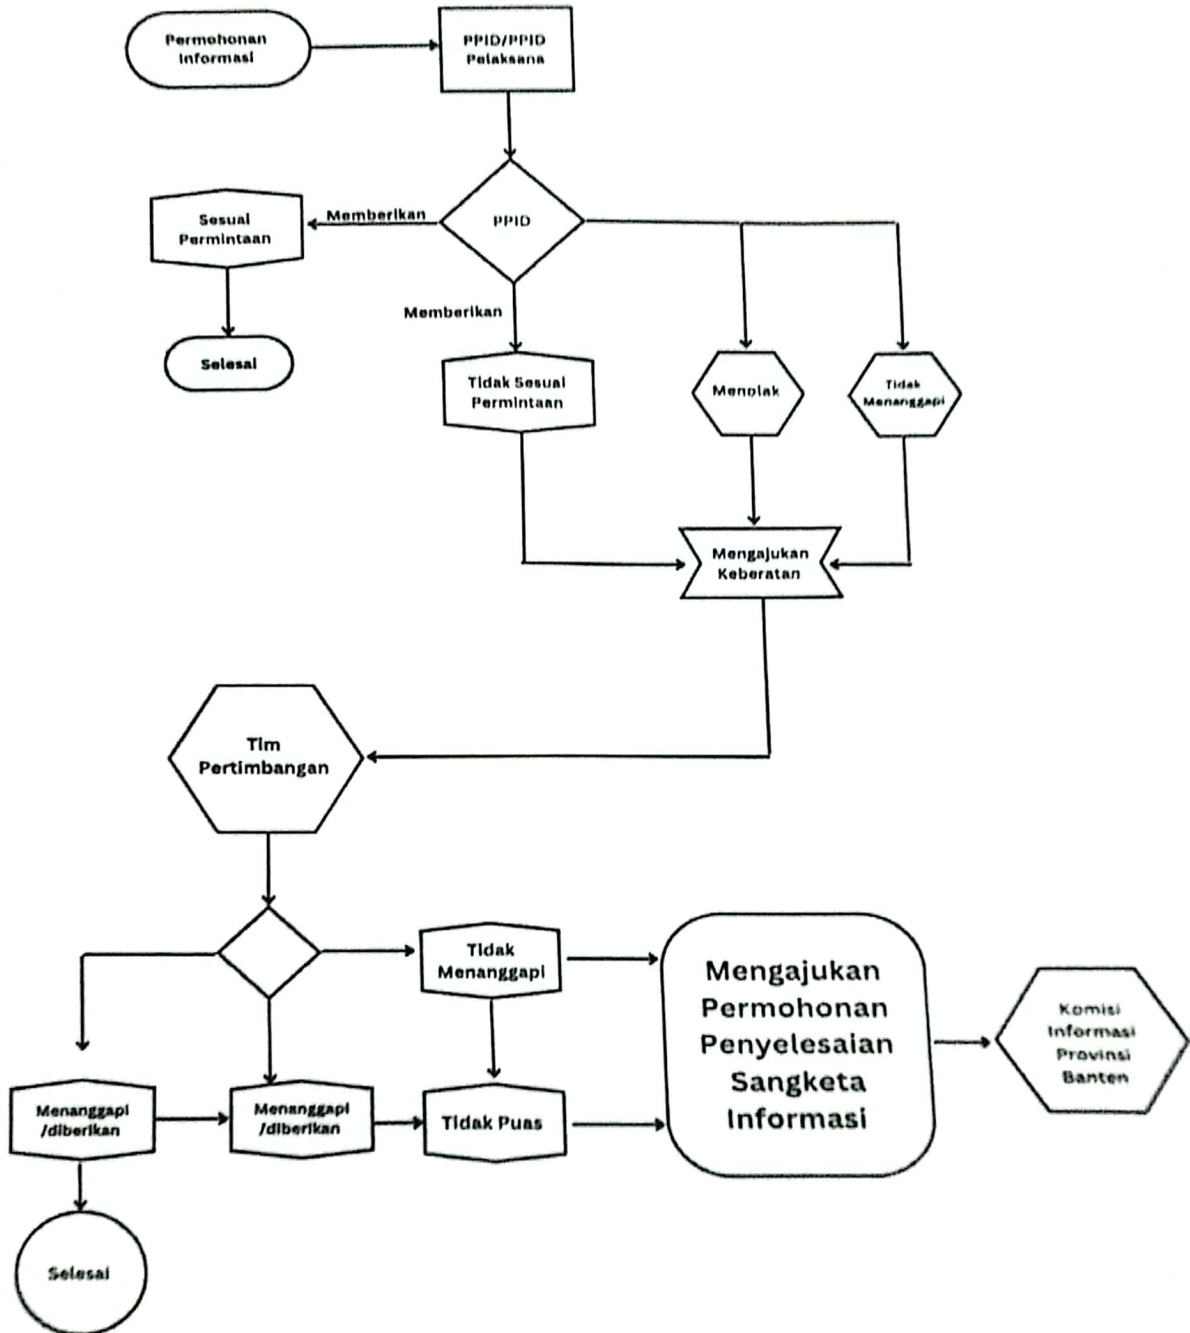 Permohonan
Informasi
PPID/PPID
Pelaksana
PPID
Memberikan
Sesuai
Permintaan
Selesai
Memberikan
Tidak Sesuai
Permintaan
Menolak
Tidak
Menanggapi
Mengajukan
Keberatan
Tim
Pertimbangan
Tidak
Menanggapi
Menanggapi
/diberikan
Menanggapi
/diberikan
Tidak Puas
Mengajukan
Permohonan
Penyelesaian
Sangketa
Informasi
Komisi
Informasi
Provinsi
Banten
Selesai